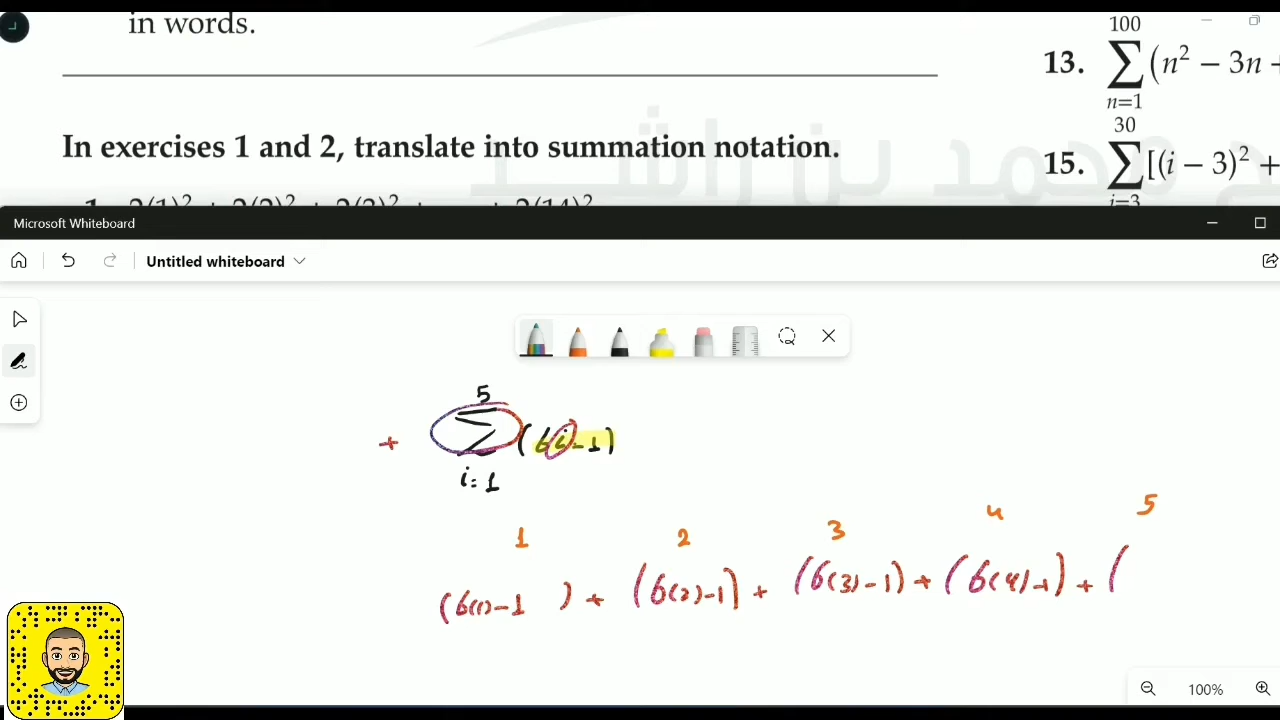 in words.
100
13. ∑(n² − 3n +
n=1
30
15. ∑[(i − 3)² +
i=3
In exercises 1 and 2, translate into summation notation.
Microsoft Whiteboard
Untitled whiteboard
5
+ ∑ (6i-1)
i=1
1 2 3 4 5
(6(1)-1 ) + (6(2)-1) + (6(3)-1) + (6(4)-1) + (
100%